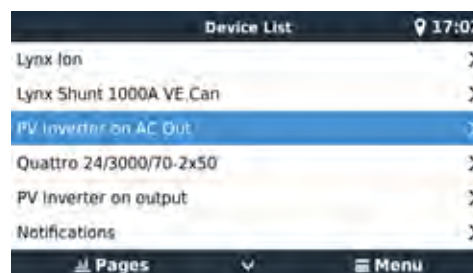 Device List 17:02
Lynx Ion
Lynx Shunt 1000A VE.Can
PV Inverter on AC Out
Quattro 24/3000/70-2x50
PV Inverter on output
Notifications
Pages Menu